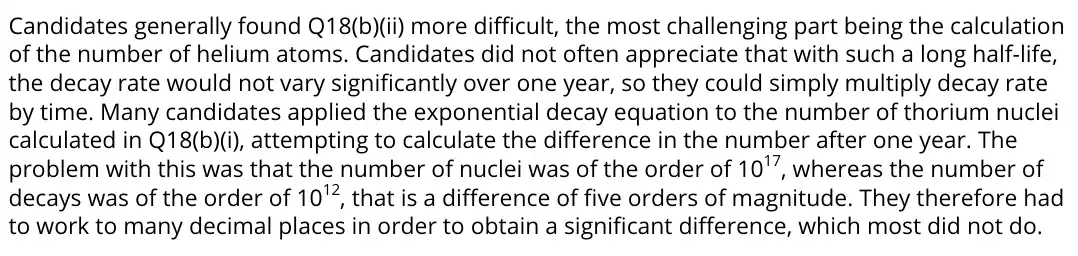 Candidates generally found Q18(b)(ii) more difficult, the most challenging part being the calculation
of the number of helium atoms. Candidates did not often appreciate that with such a long half-life,
the decay rate would not vary significantly over one year, so they could simply multiply decay rate
by time. Many candidates applied the exponential decay equation to the number of thorium nuclei
calculated in Q18(b)(i), attempting to calculate the difference in the number after one year. The
problem with this was that the number of nuclei was of the order of 10¹⁷, whereas the number of
decays was of the order of 10¹², that is a difference of five orders of magnitude. They therefore had
to work to many decimal places in order to obtain a significant difference, which most did not do.